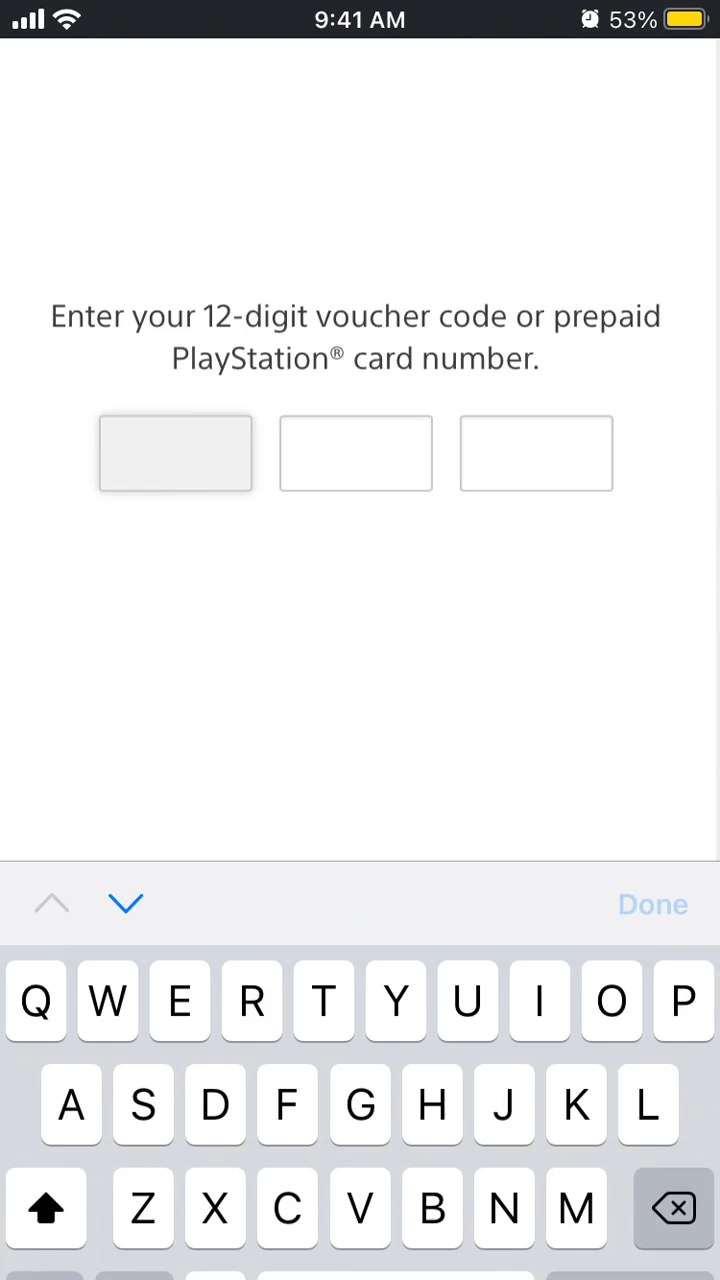 9:41 AM
53%
Enter your 12-digit voucher code or prepaid
PlayStation® card number.
Done
Q W E R T Y U I O P
A S D F G H J K L
Z X C V B N M